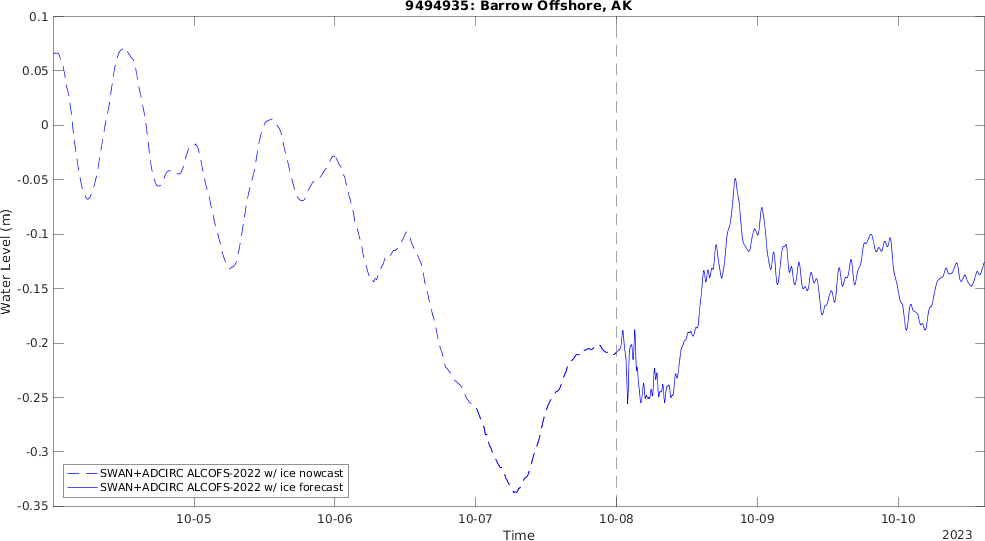 9494935: Barrow Offshore, AK
Water Level (m)
0.1
0.05
0
-0.05
-0.1
-0.15
-0.2
-0.25
-0.3
-0.35
SWAN+ADCIRC ALCOFS-2022 w/ ice nowcast
SWAN+ADCIRC ALCOFS-2022 w/ ice forecast
10-05 10-06 10-07 10-08 10-09 10-10
Time
2023